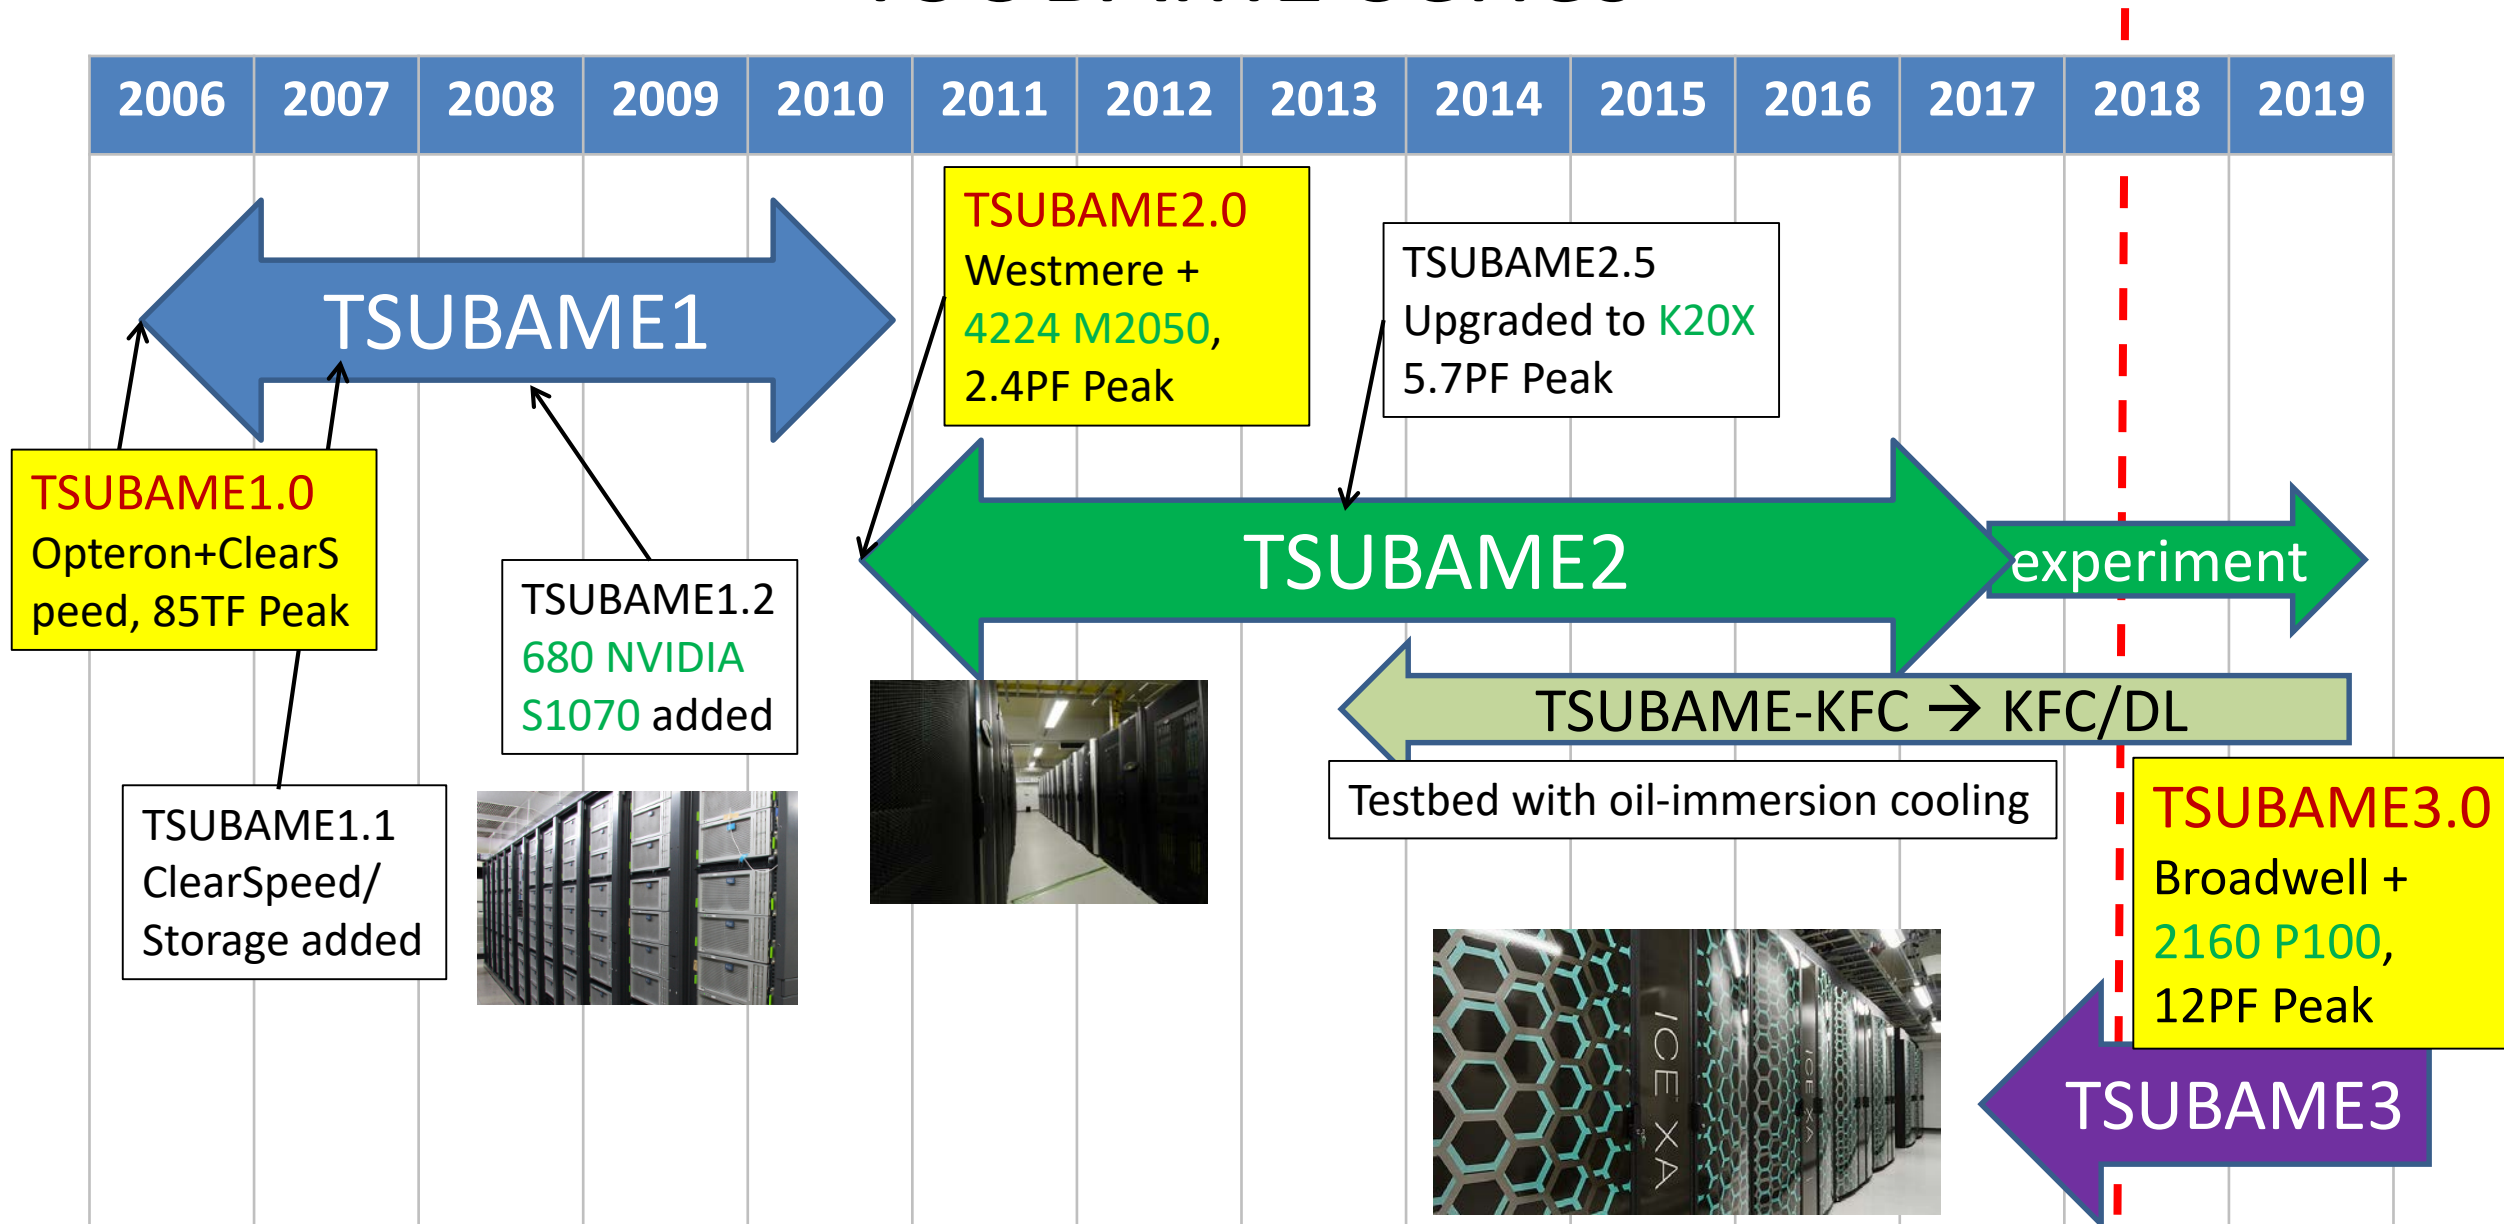 2006 2007 2008 2009 2010 2011 2012 2013 2014 2015 2016 2017 2018 2019
TSUBAME1
TSUBAME1.0
Opteron+ClearS
peed, 85TF Peak
TSUBAME1.1
ClearSpeed/
Storage added
TSUBAME1.2
680 NVIDIA
S1070 added
TSUBAME2.0
Westmere +
4224 M2050,
2.4PF Peak
TSUBAME2.5
Upgraded to K20X
5.7PF Peak
TSUBAME2
experiment
TSUBAME-KFC → KFC/DL
Testbed with oil-immersion cooling
TSUBAME3.0
Broadwell +
2160 P100,
12PF Peak
TSUBAME3
ICE XA
ICE XA